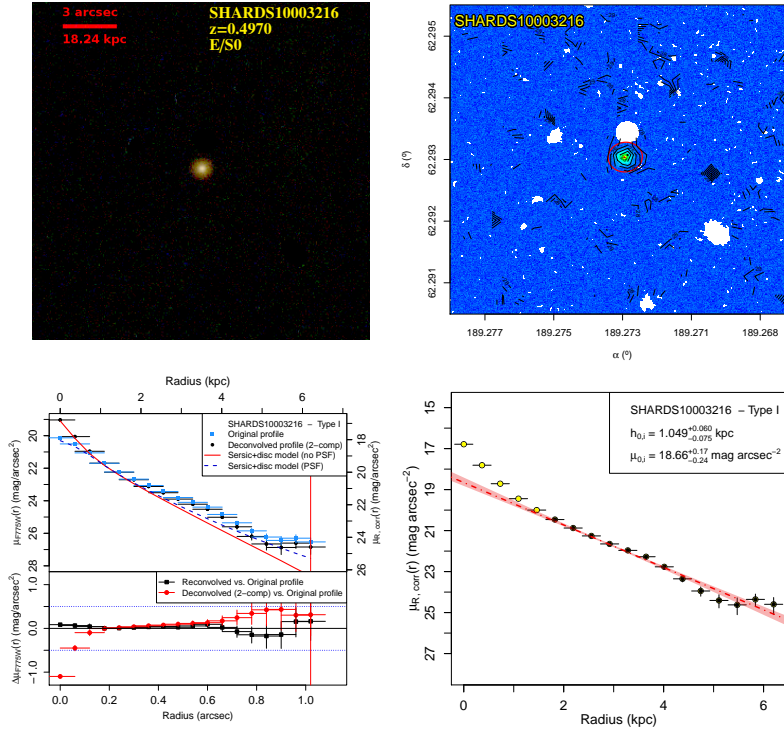 3 arcsec
18.24 kpc
SHARDS10003216
z=0.4970
E/S0
SHARDS10003216
62.295
62.294
62.293
62.292
62.291
δ (º)
189.277
189.275
189.273
189.271
189.268
α (º)
Radius (kpc)
0 2 4 6
SHARDS10003216 − Type I
Original profile
Deconvolved profile (2−comp)
Sersic+disc model (no PSF)
Sersic+disc model (PSF)
μF775W(r) (mag/arcsec²)
20
22
24
26
28
μR, corr(r) (mag/arcsec²)
18
20
22
24
26
Reconvolved vs. Original profile
Deconvolved (2−comp) vs. Original profile
ΔμF775W(r) (mag/arcsec²)
1.0
0.5
0.0
−1.0
0.0 0.2 0.4 0.6 0.8 1.0
Radius (arcsec)
SHARDS10003216 − Type I
h0,i = 1.049 +0.060 −0.075 kpc
μ0,i = 18.66 +0.17 −0.24 mag arcsec−2
μR, corr(r) (mag arcsec−2)
15
17
19
21
23
25
27
0 2 4 6
Radius (kpc)